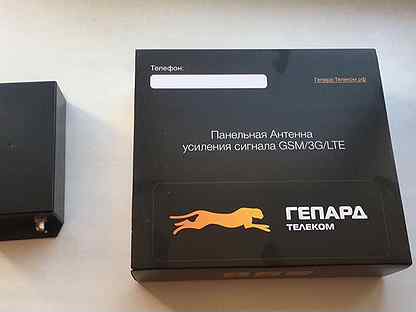 Телефон:
Гепард-Телеком.рф
Панельная Антенна
усиления сигнала GSM/3G/LTE
ГЕПАРД
ТЕЛЕКОМ